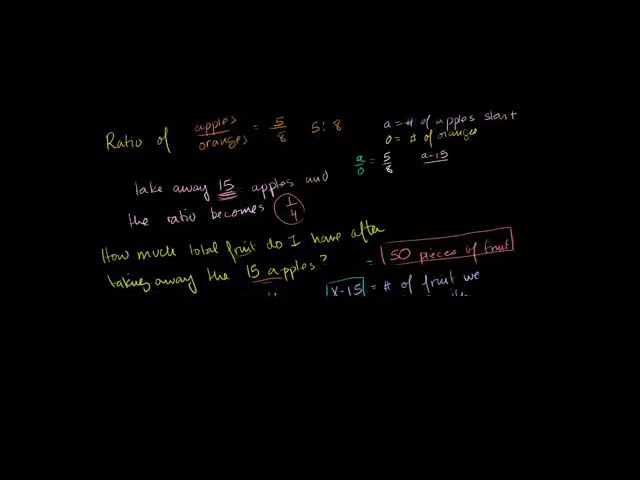 Ratio of apples/oranges = 5/8 5:8
a = # of apples start
o = # of oranges
a/o = 5/8 a-15
take away 15 apples and
the ratio becomes 1/4
How much total fruit do I have after
taking away the 15 apples?
= 50 pieces of fruit
x-15 = # of fruit we